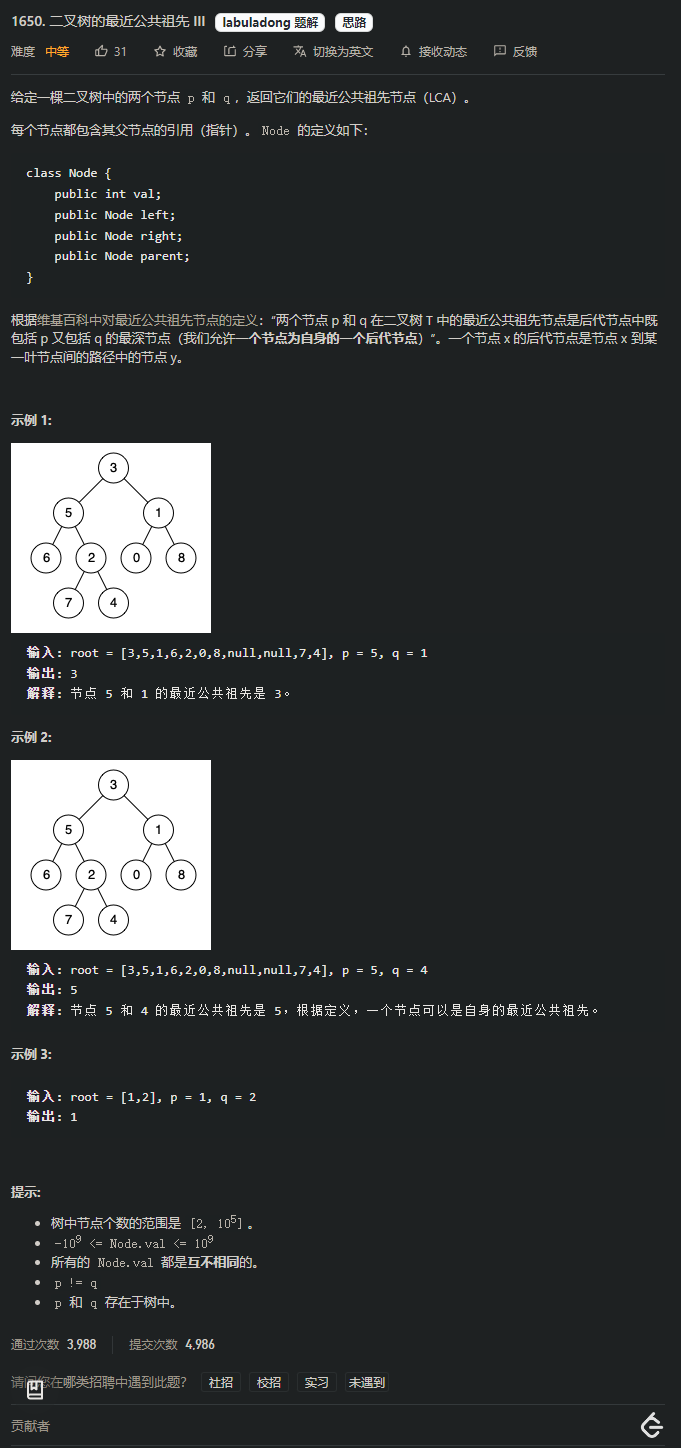 1650. 二叉树的最近公共祖先 III labuladong 题解 思路
难度 中等 31 收藏 分享 切换为英文 接收动态 反馈
给定一棵二叉树中的两个节点 p 和 q ，返回它们的最近公共祖先节点（LCA）。
每个节点都包含其父节点的引用（指针）。Node 的定义如下：
class Node {
public int val;
public Node left;
public Node right;
public Node parent;
}
根据维基百科中对最近公共祖先节点的定义：“两个节点 p 和 q 在二叉树 T 中的最近公共祖先节点是后代节点中既
包括 p 又包括 q 的最深节点（我们允许一个节点为自身的一个后代节点）”。一个节点 x 的后代节点是节点 x 到某
一叶节点间的路径中的节点 y。
示例 1:
3
5 1
6 2 0 8
7 4
输入: root = [3,5,1,6,2,0,8,null,null,7,4], p = 5, q = 1
输出: 3
解释: 节点 5 和 1 的最近公共祖先是 3。
示例 2:
3
5 1
6 2 0 8
7 4
输入: root = [3,5,1,6,2,0,8,null,null,7,4], p = 5, q = 4
输出: 5
解释: 节点 5 和 4 的最近公共祖先是 5，根据定义，一个节点可以是自身的最近公共祖先。
示例 3:
输入: root = [1,2], p = 1, q = 2
输出: 1
提示:
• 树中节点个数的范围是 [2, 10⁵] 。
• -10⁹ <= Node.val <= 10⁹
• 所有的 Node.val 都是互不相同的。
• p != q
• p 和 q 存在于树中。
通过次数 3,988 提交次数 4,986
请问您在哪类招聘中遇到此题？ 社招 校招 实习 未遇到
贡献者